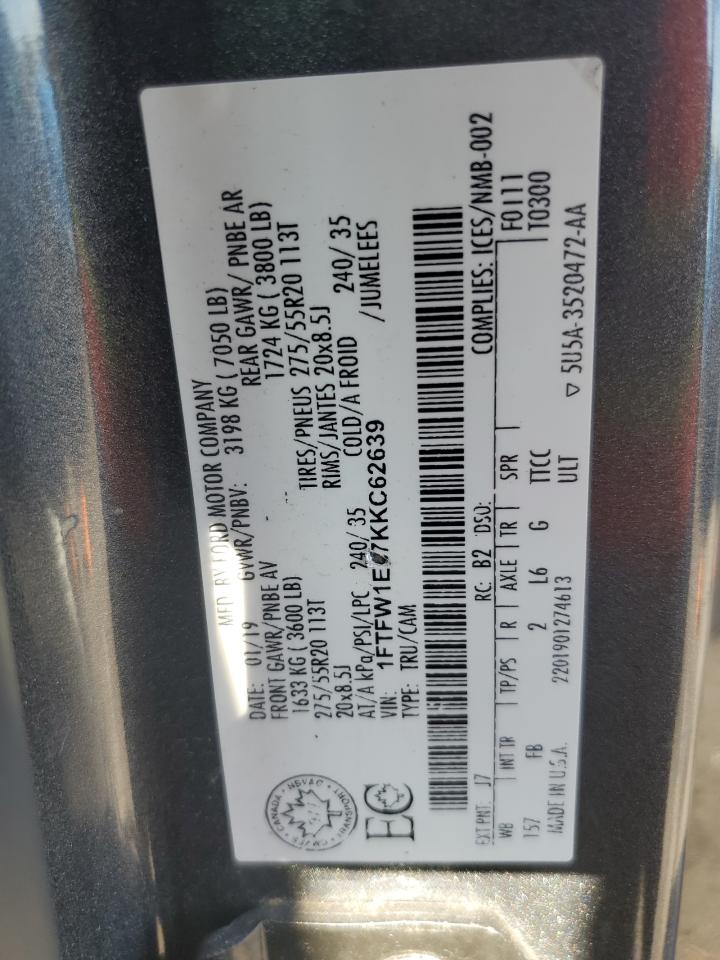 MFD. BY FORD MOTOR COMPANY
DATE: 01/19 GVWR/PNBV: 3198 KG ( 7050 LB)
FRONT GAWR/PNBE AV REAR GAWR/ PNBE AR
1633 KG ( 3600 LB) 1724 KG ( 3800 LB)
275/55R20 113T TIRES/PNEUS 275/55R20 113T
20x8.5J RIMS/JANTES 20x8.5J
AT/A kPa/PSI/LPC 240/ 35 COLD/A FROID 240/ 35
VIN: /JUMELEES
TYPE: TRU/CAM
CANADA
NSVAC
TRANSPORT
EC
COMPLIES: ICES/NMB-002
EXT PNT: J7 RC: B2 DSO: F0111
WB INT TR TP/PS R AXLE TR SPR T0300
157 FB 2 L6 G TTCC
ULT
MADE IN U.S.A. 2201901274613 ▽ 5U5A-3520472-AA